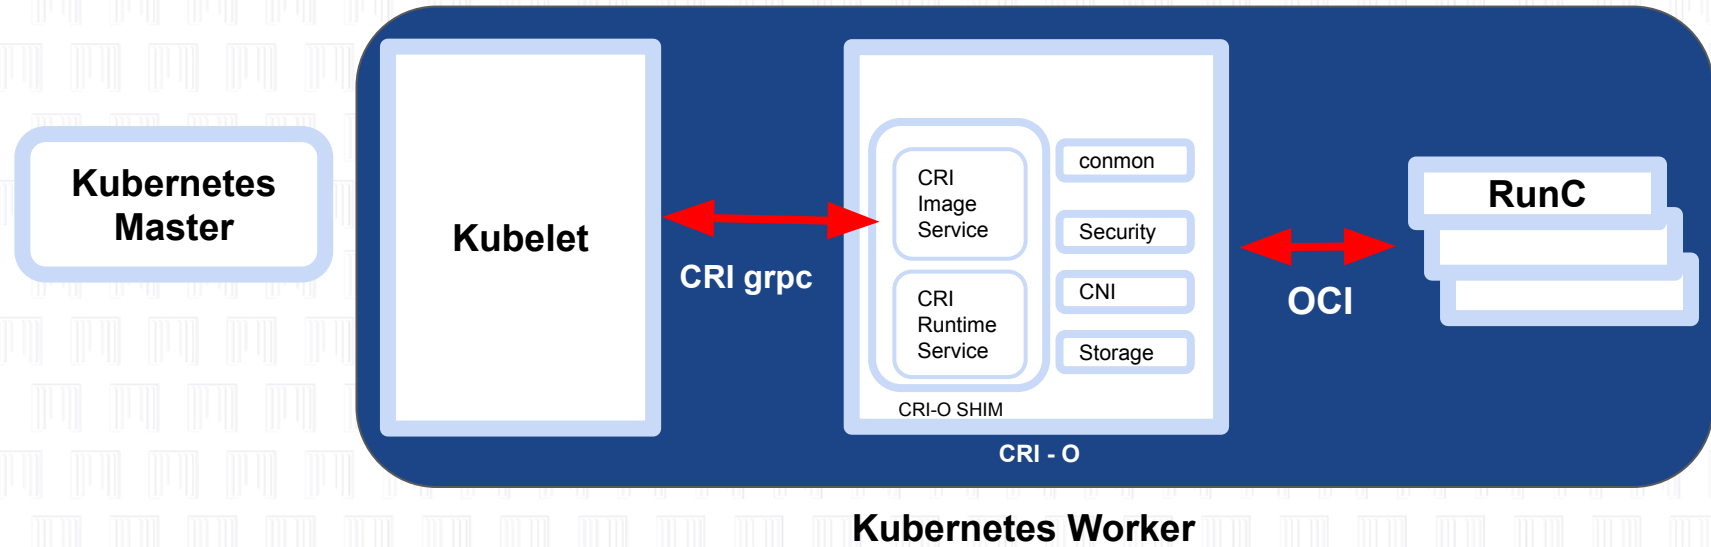 Kubernetes
Master
Kubelet
CRI grpc
CRI
Image
Service
CRI
Runtime
Service
CRI-O SHIM
conmon
Security
CNI
Storage
CRI - O
OCI
RunC
Kubernetes Worker